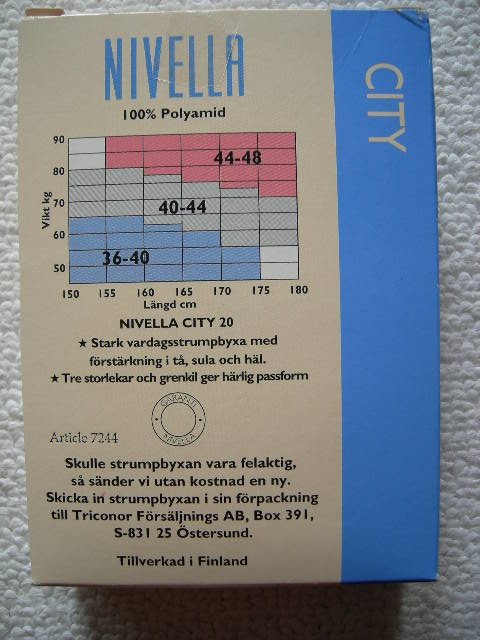 NIVELLA
100% Polyamid
CITY
90
80
70
60
50
Vikt kg
44-48
40-44
36-40
150 155 160 165 170 175 180
Längd cm
NIVELLA CITY 20
★ Stark vardagsstrumpbyxa med
förstärkning i tå, sula och häl.
★ Tre storlekar och grenkil ger härlig passform
GARANTI
NIVELLA
Article 7244
Skulle strumpbyxan vara felaktig,
så sänder vi utan kostnad en ny.
Skicka in strumpbyxan i sin förpackning
till Triconor Försäljnings AB, Box 391,
S-831 25 Östersund.
Tillverkad i Finland